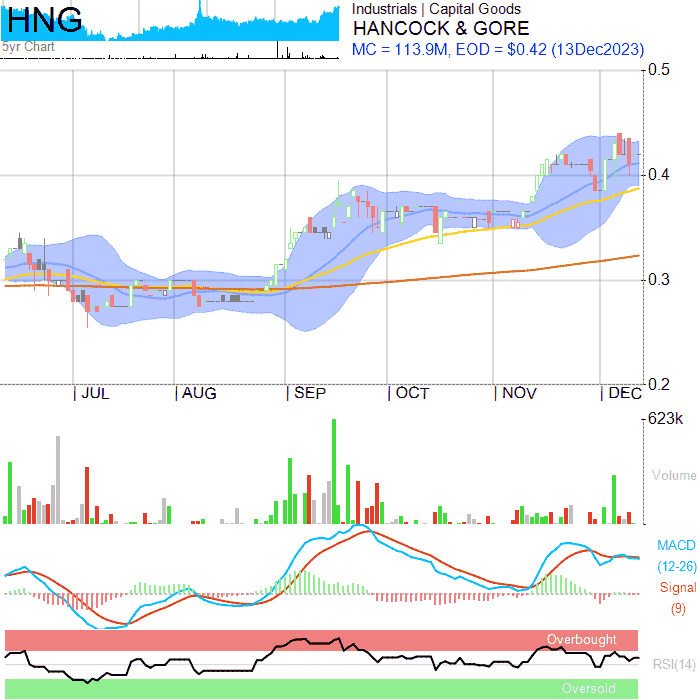 HNG
5yr Chart
Industrials | Capital Goods
HANCOCK & GORE
MC = 113.9M, EOD = $0.42 (13Dec2023)
0.5
0.4
0.3
0.2
| JUL | AUG | SEP | OCT | NOV | DEC
623k
Volume
MACD
(12-26)
Signal
(9)
Overbought
RSI(14)
Oversold